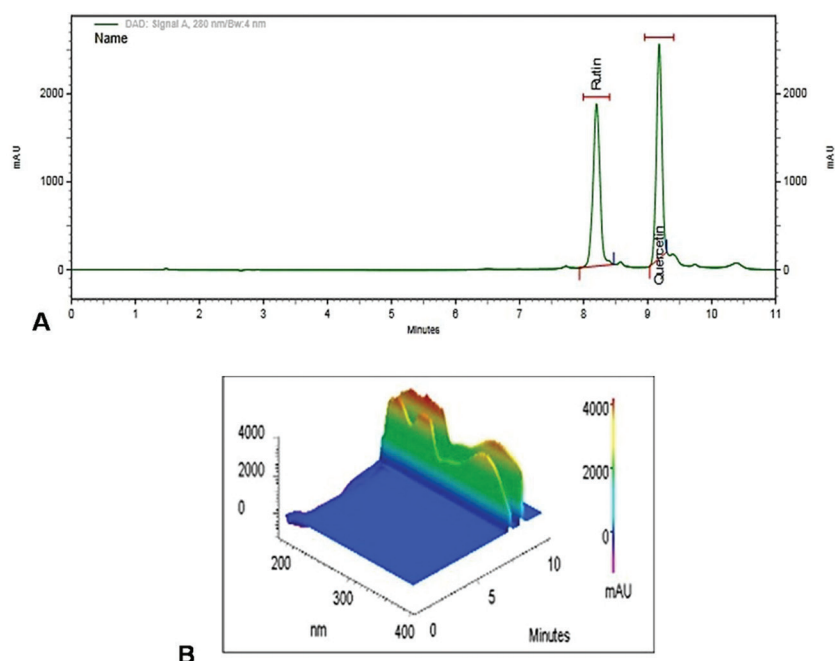 DAD: Signal A, 280 nm/Bw:4 nm
Name
Rutin
Quercetin
mAU
2000
1000
0
mAU
2000
1000
0
0 1 2 3 4 5 6 7 8 9 10 11
Minutes
A
4000
2000
0
200
300
400
nm
0
5
10
Minutes
4000
2000
0
mAU
B